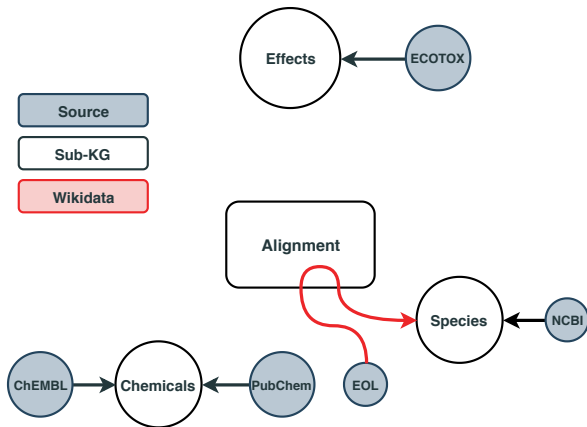 Effects
ECOTOX
Source
Sub-KG
Wikidata
Alignment
Species
NCBI
ChEMBL
Chemicals
PubChem
EOL